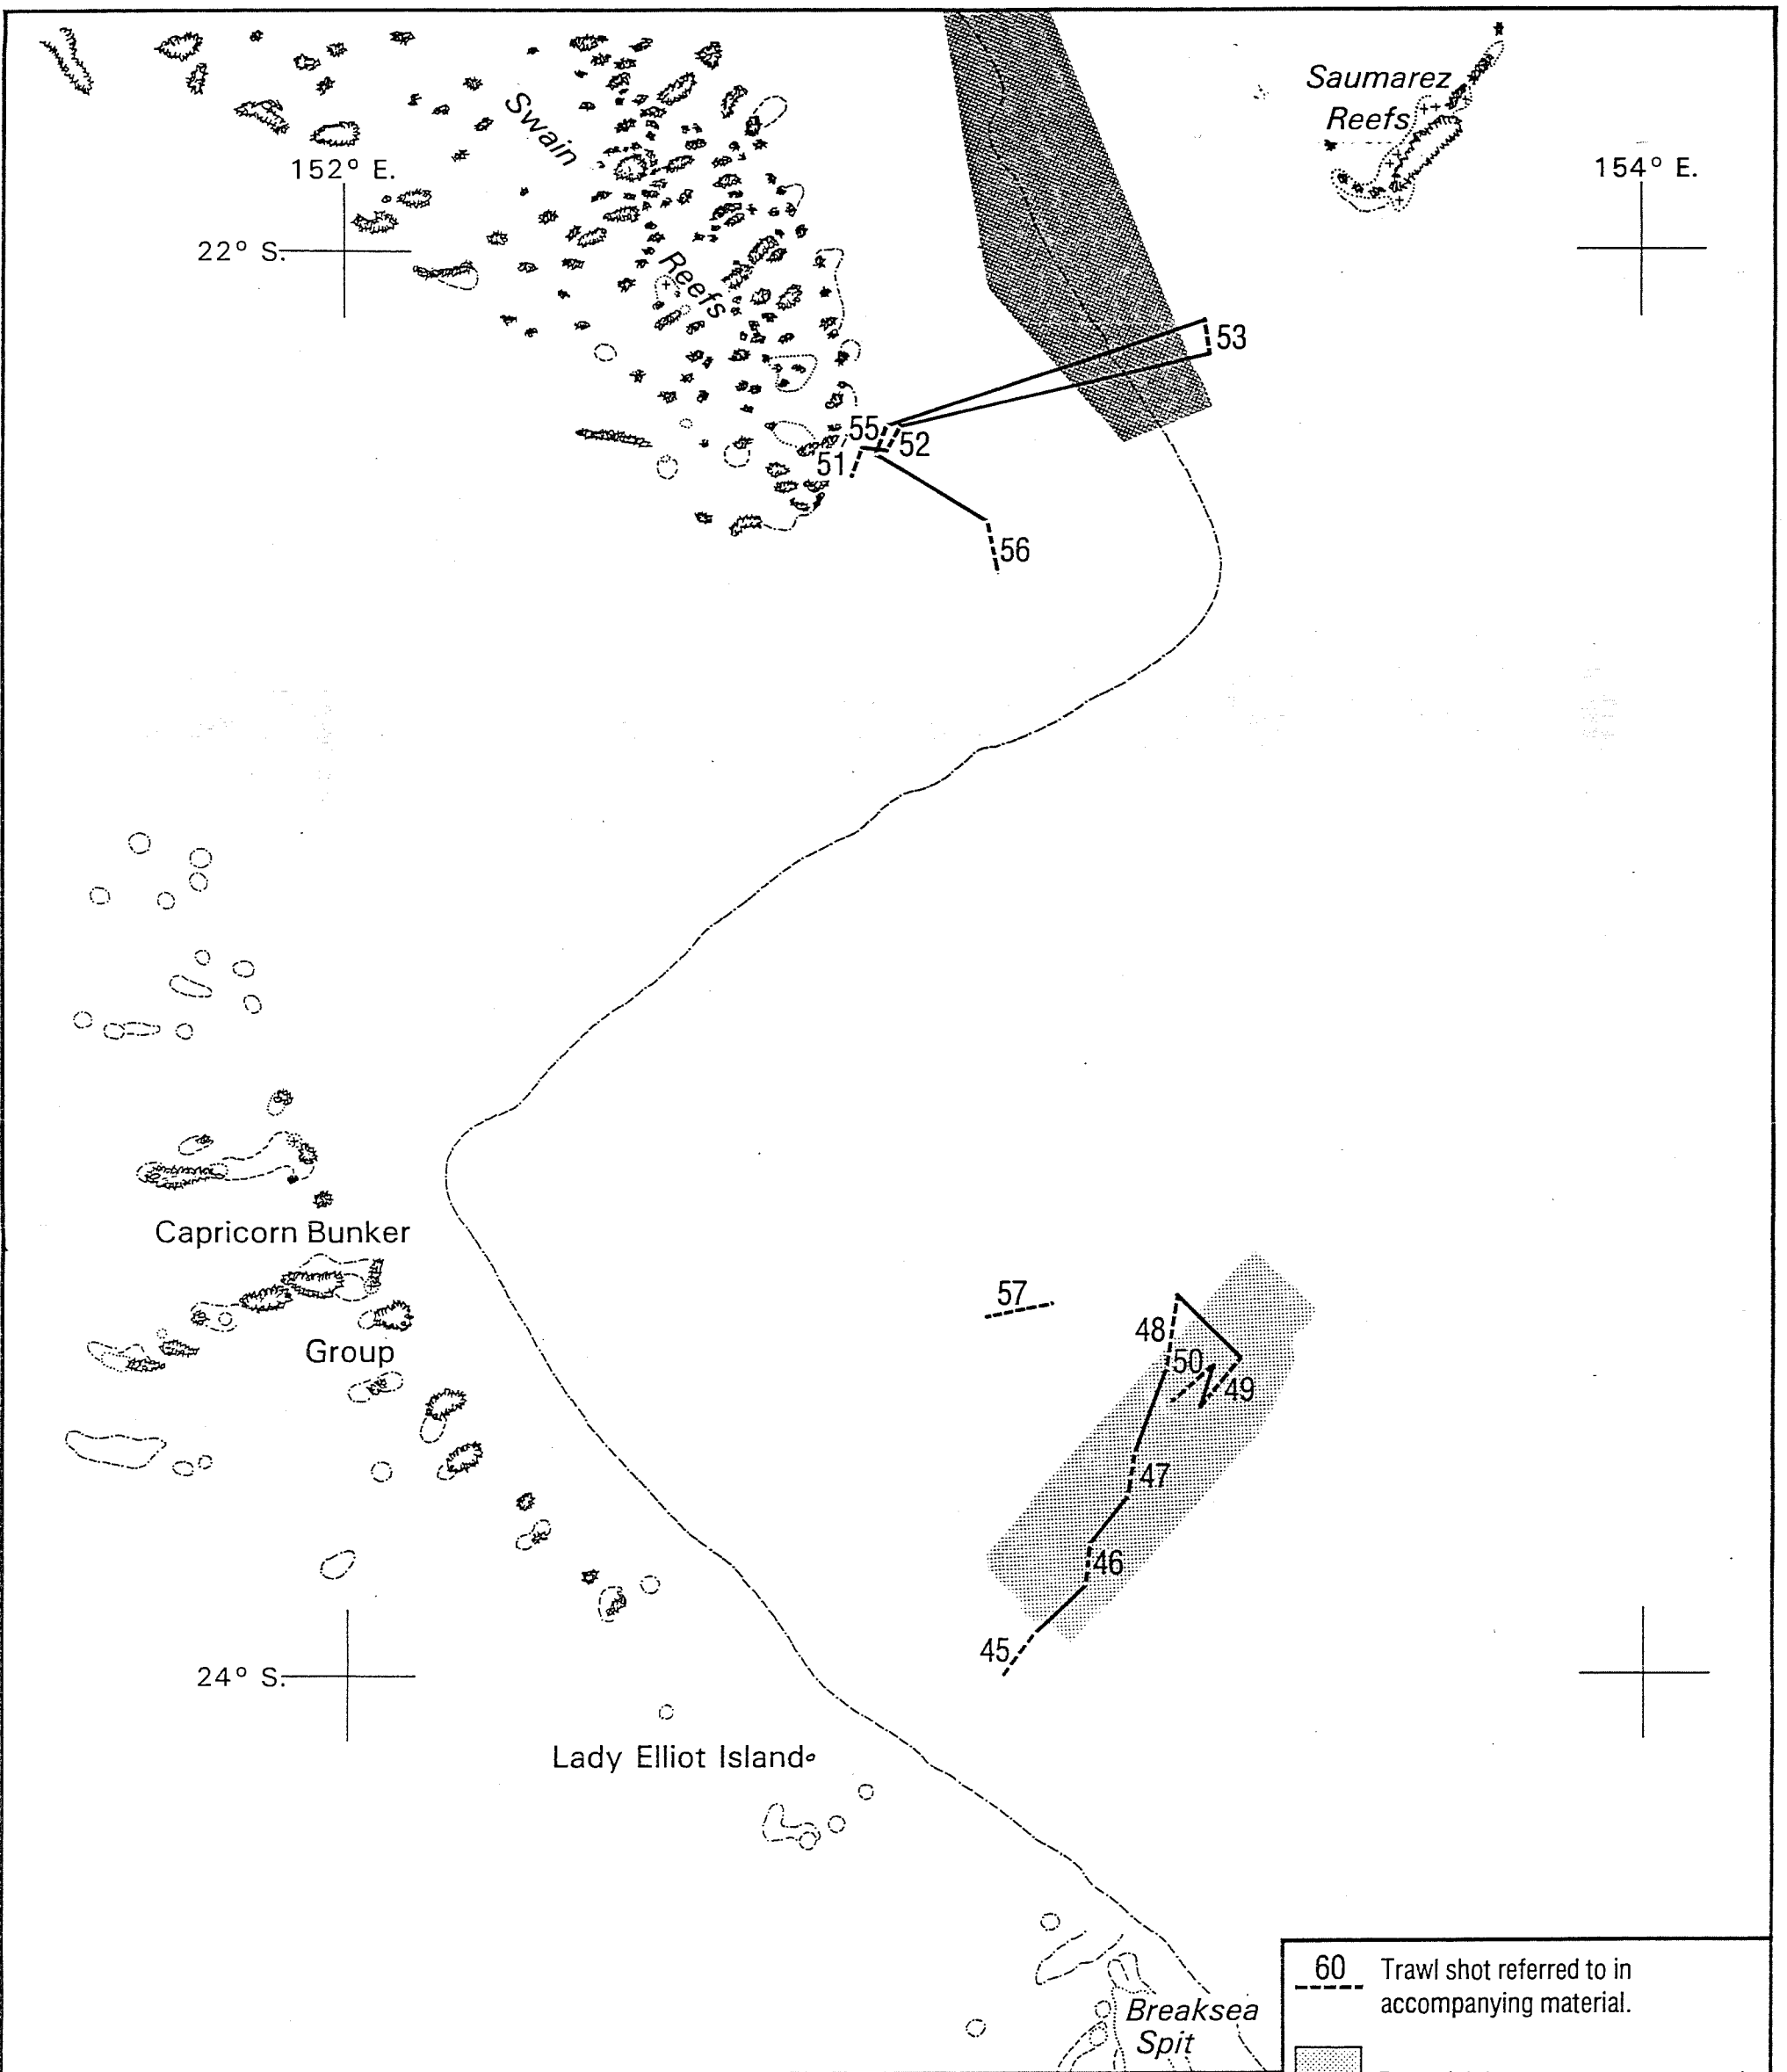 Saumarez
Reefs
Swain
152° E.
154° E.
22° S.
Reefs
53
55
52
51
56
Capricorn Bunker
57
48
Group
50
49
47
46
45
24° S.
Lady Elliot Island
60 Trawl shot referred to in
accompanying material.
Breaksea
Spit